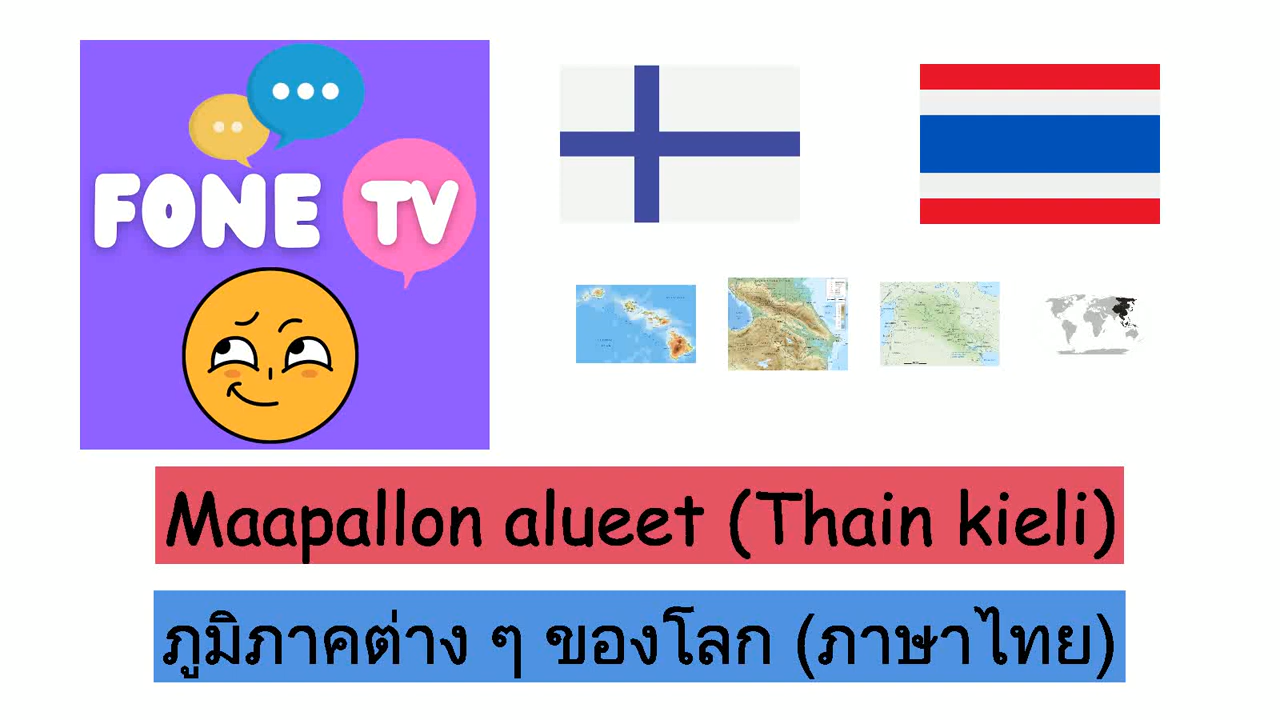 FONE TV
Maapallon alueet (Thain kieli)
ภูมิภาคต่าง ๆ ของโลก (ภาษาไทย)